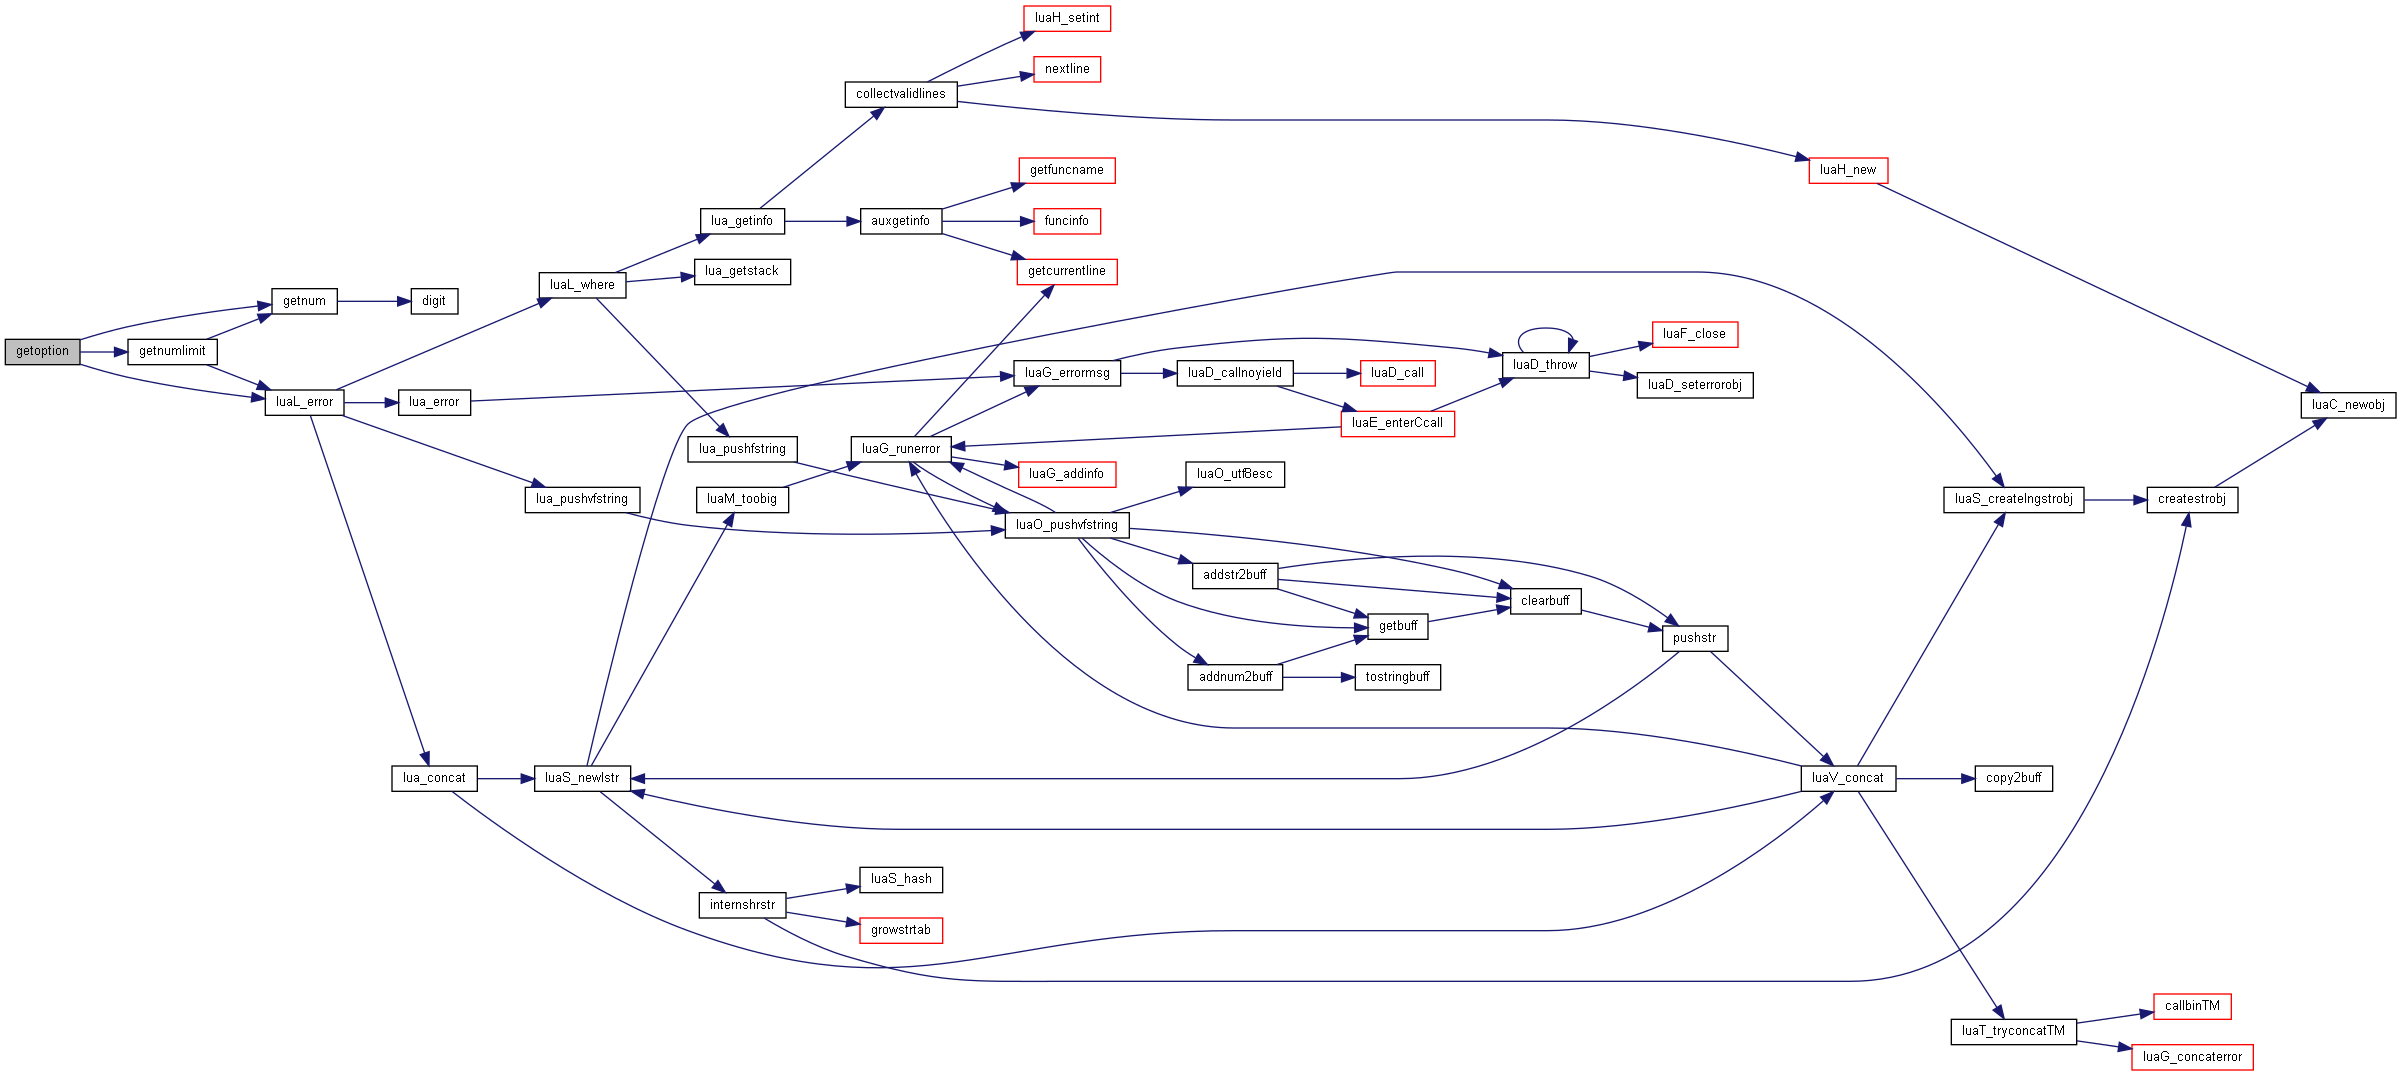 luaH_setint
nextline
collectvalidlines
luaH_new
getfuncname
lua_getinfo
auxgetinfo
funcinfo
lua_getstack
getcurrentline
luaL_where
getnum
digit
getoption
getnumlimit
luaF_close
luaD_throw
luaG_errormsg
luaD_callnoyield
luaD_call
luaD_seterrorobj
luaL_error
lua_error
luaC_newobj
luaE_enterCcall
lua_pushfstring
luaG_runerror
luaG_addinfo
luaO_utf8esc
lua_pushvfstring
luaM_toobig
luaS_createlngstrobj
createstrobj
luaO_pushvfstring
addstr2buff
clearbuff
getbuff
pushstr
addnum2buff
tostringbuff
lua_concat
luaS_newlstr
luaV_concat
copy2buff
luaS_hash
internshrstr
growstrtab
callbinTM
luaT_tryconcatTM
luaG_concaterror